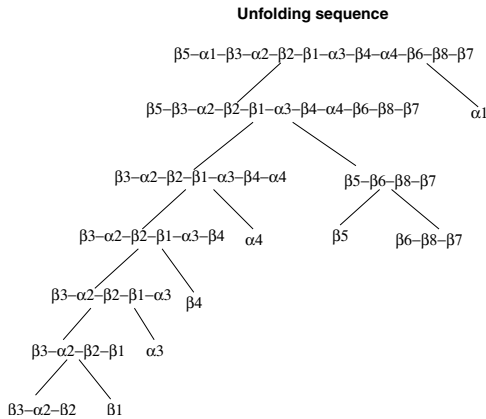 Unfolding sequence
β5–α1–β3–α2–β2–β1–α3–β4–α4–β6–β8–β7
β5–β3–α2–β2–β1–α3–β4–α4–β6–β8–β7
α1
β3–α2–β2–β1–α3–β4–α4
β5–β6–β8–β7
β3–α2–β2–β1–α3–β4
α4
β5
β6–β8–β7
β3–α2–β2–β1–α3
β4
β3–α2–β2–β1
α3
β3–α2–β2
β1